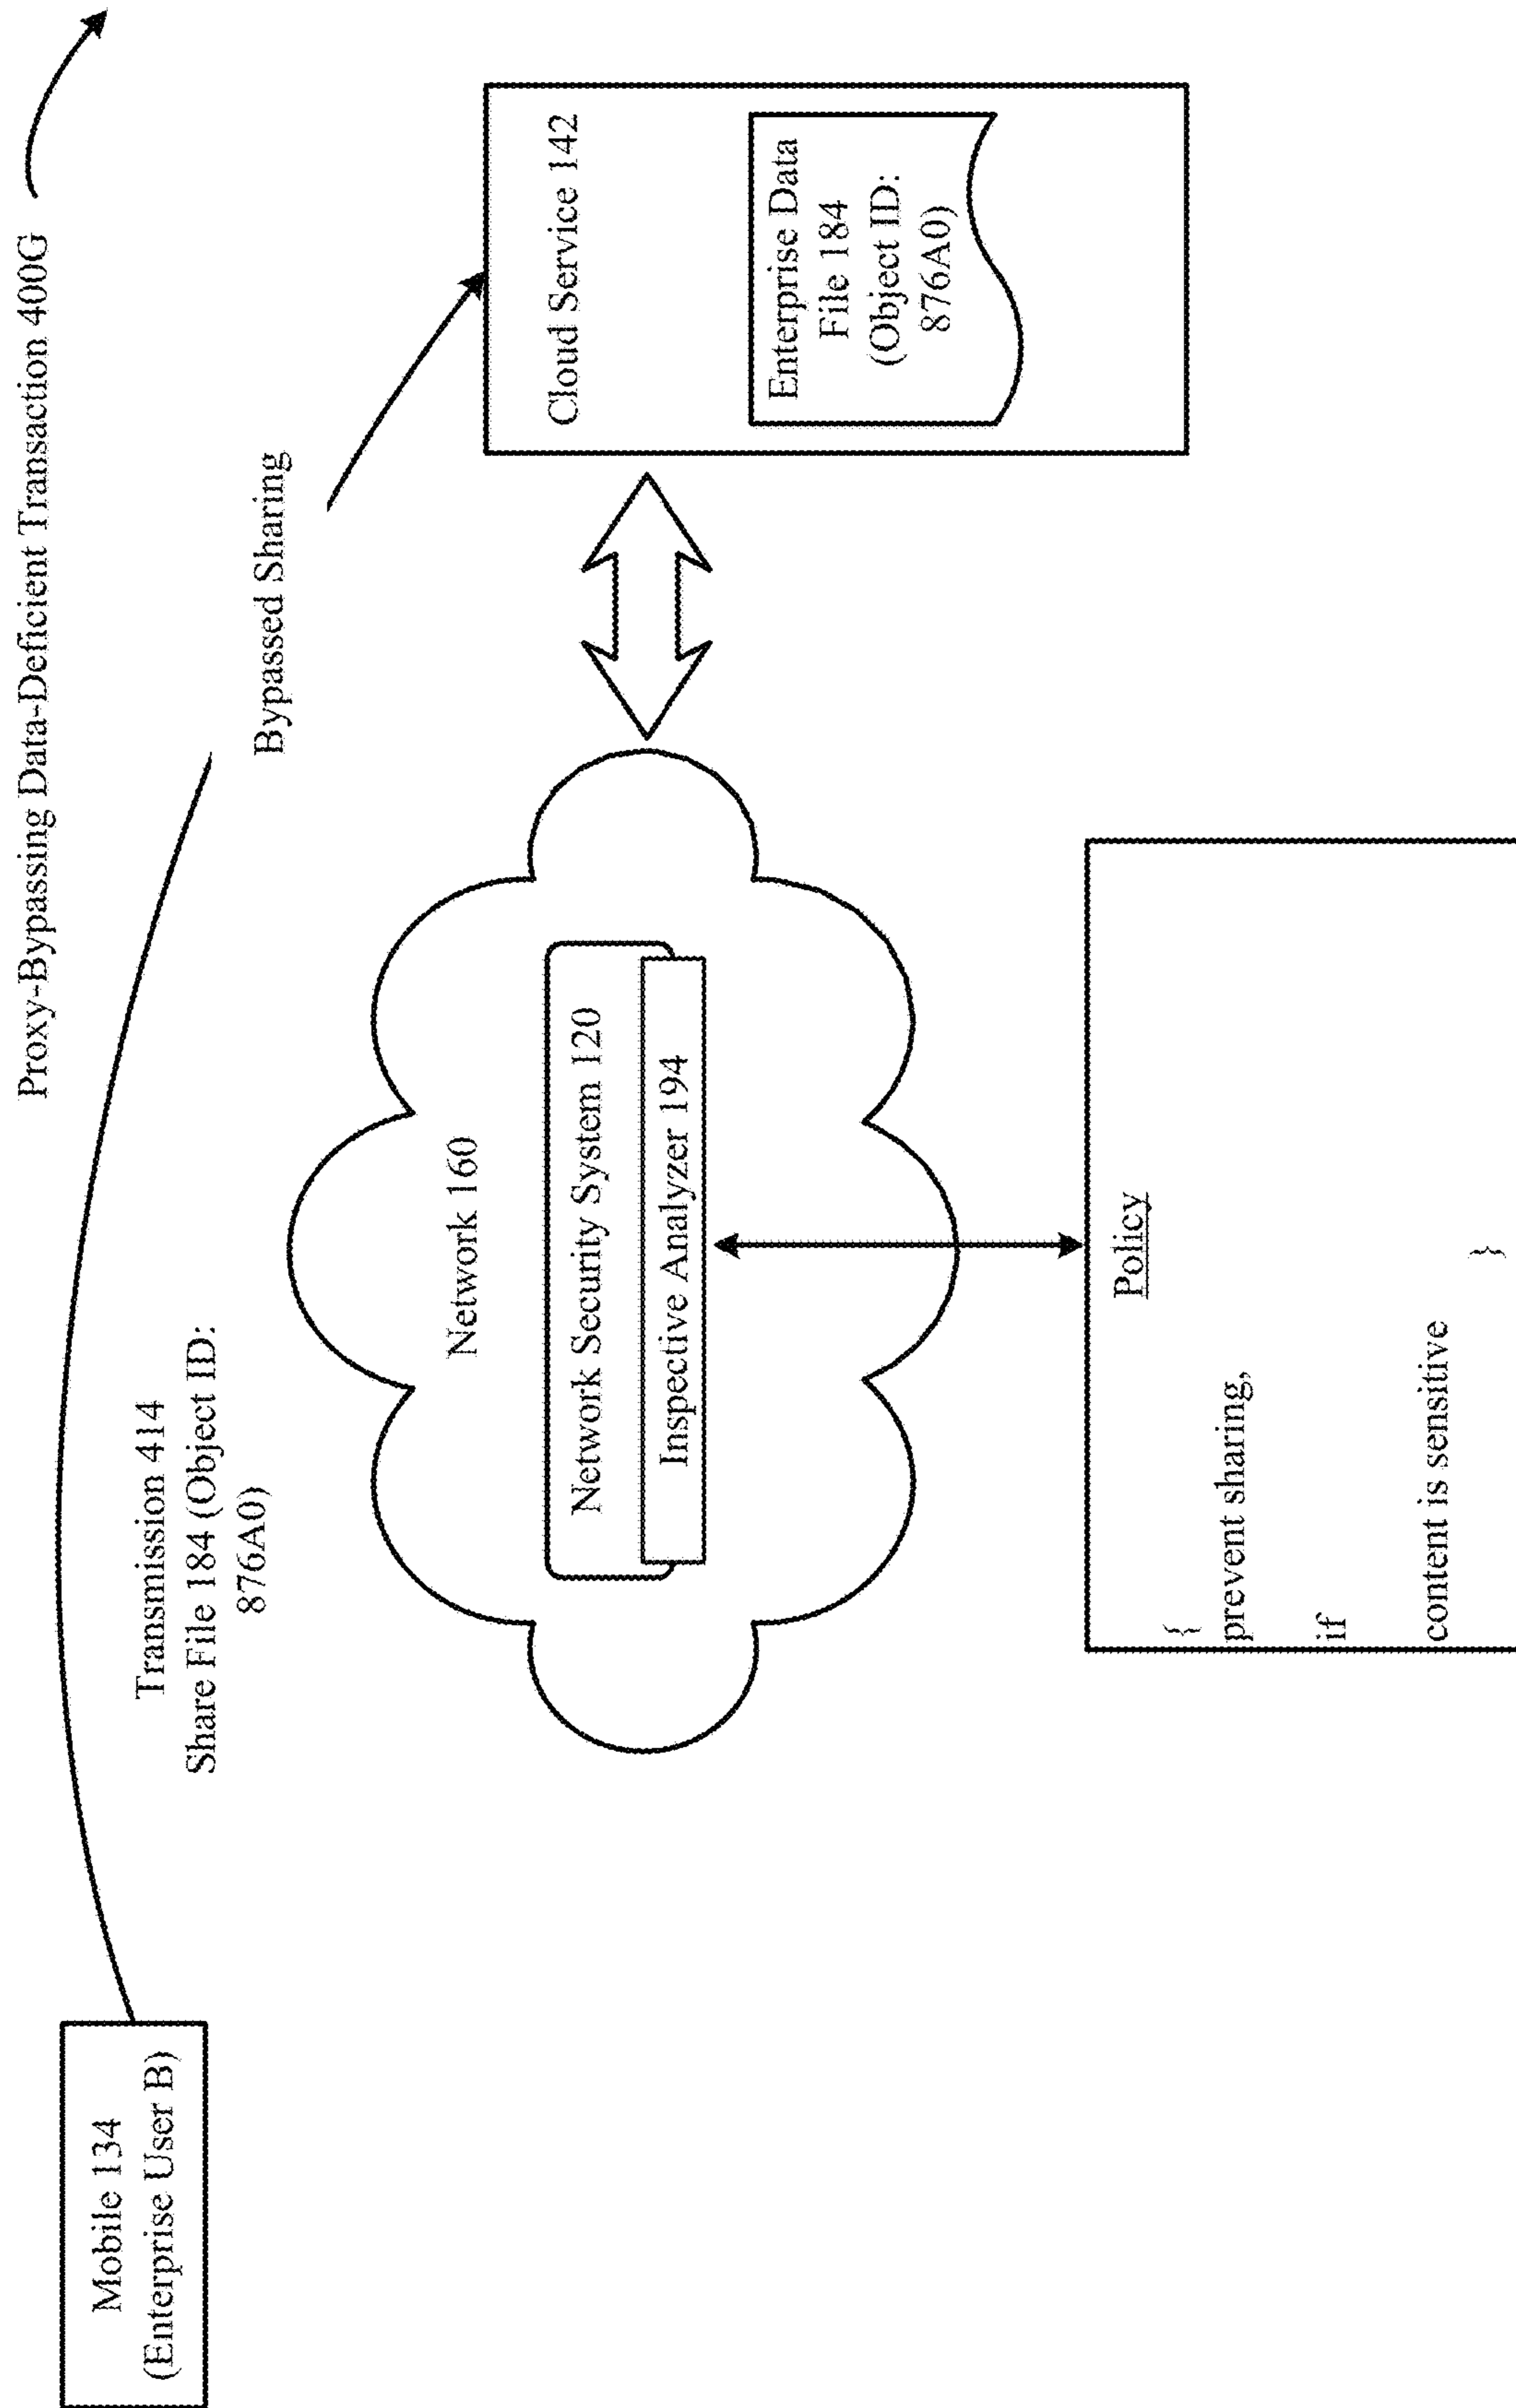 Proxy-Bypassing Data-Deficient Transaction 400G
Mobile 134
(Enterprise User B)
Transmission 414
Share File 184 (Object ID:
876A0)
Bypassed Sharing
Network 160
Network Security System 120
Inspective Analyzer 194
Cloud Service 142
Enterprise Data
File 184
(Object ID:
876A0)
Policy
{
prevent sharing,
if
content is sensitive
}